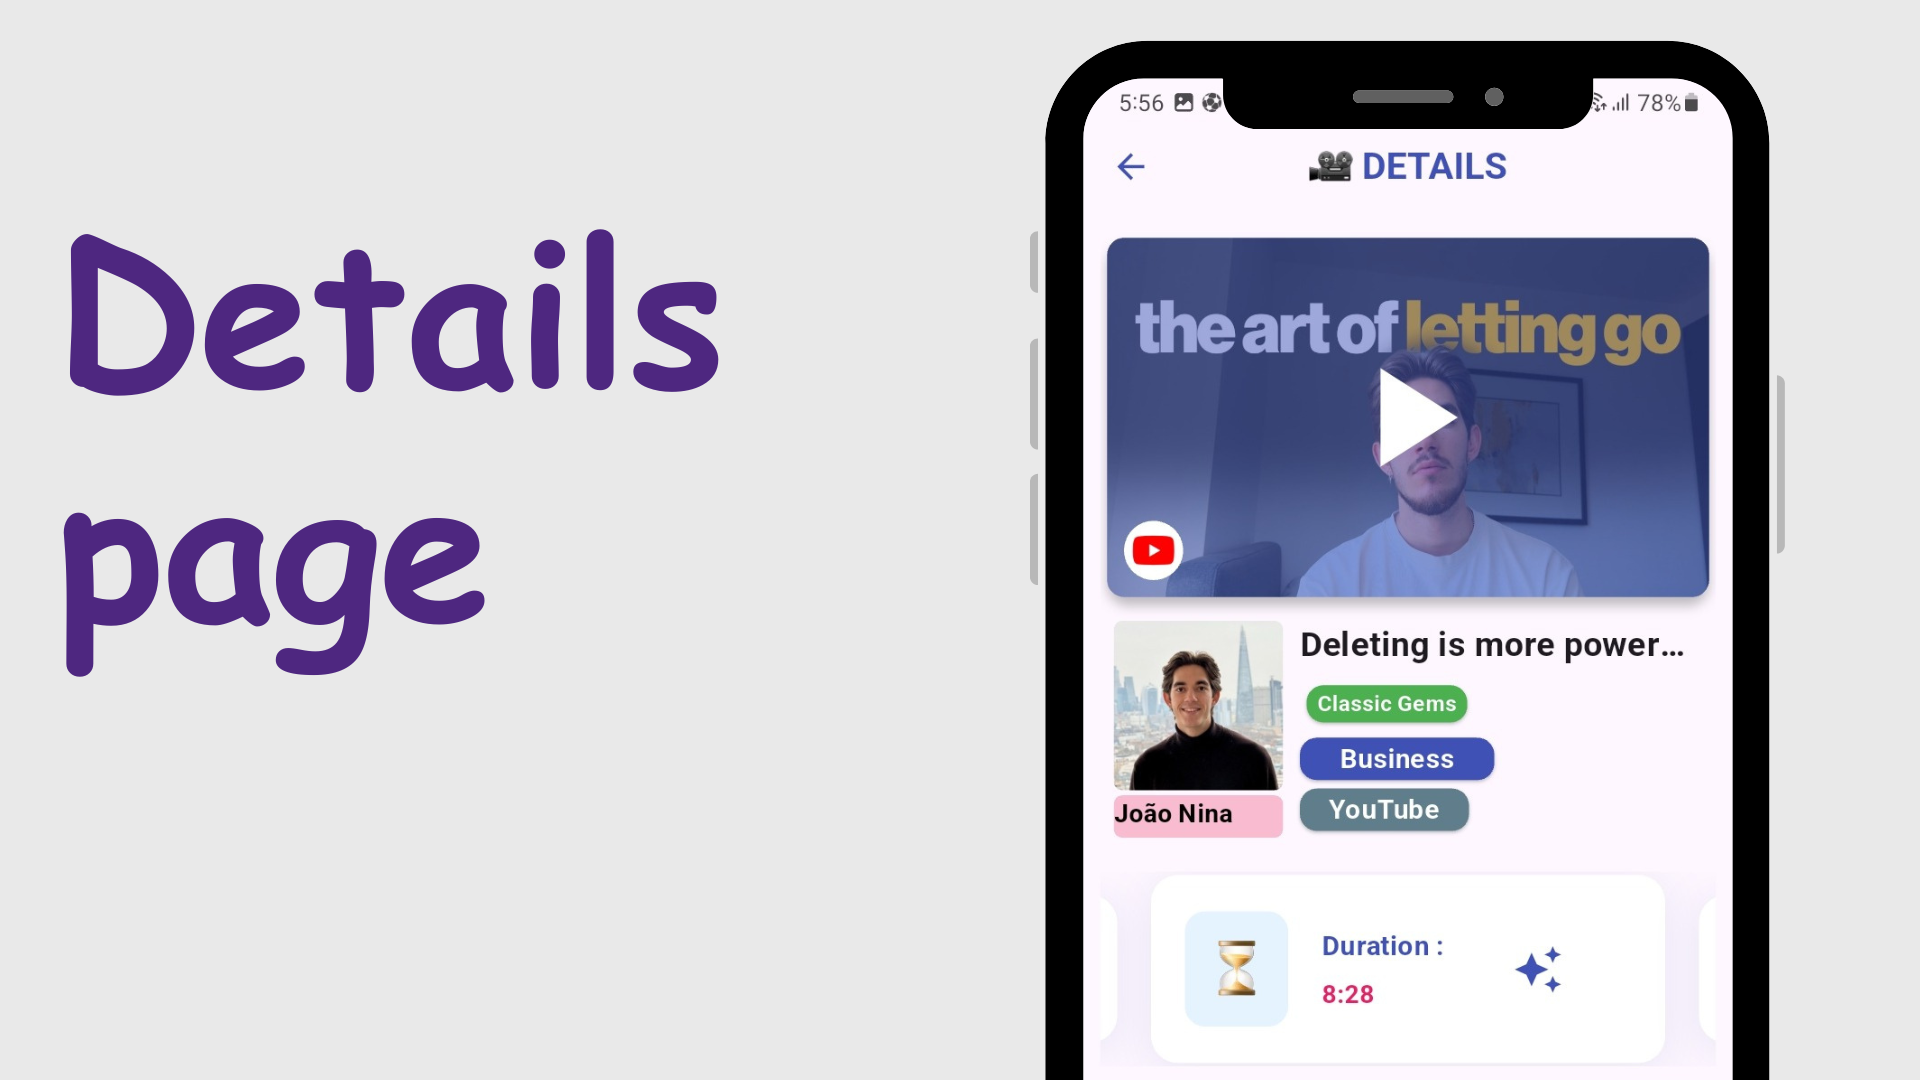 Details
page
5:56
78%
DETAILS
the art of letting go
Deleting is more power...
Classic Gems
Business
João Nina
YouTube
Duration :
8:28